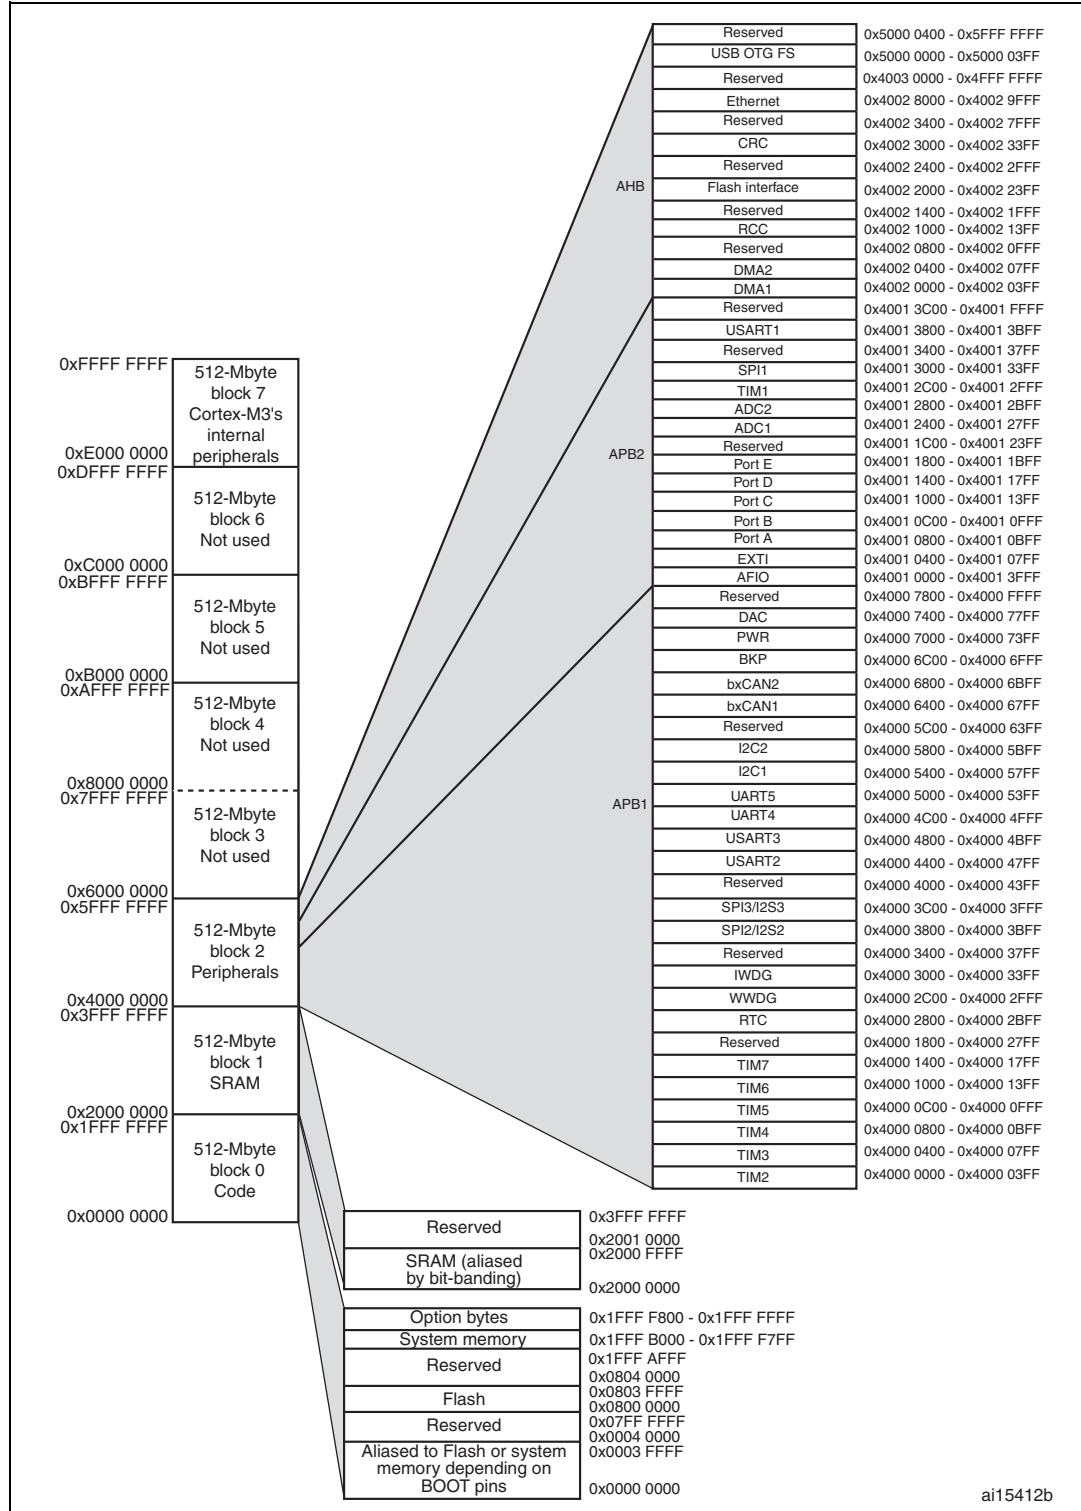 Reserved 0x5000 0400 - 0x5FFF FFFF
USB OTG FS 0x5000 0000 - 0x5000 03FF
Reserved 0x4003 0000 - 0x4FFF FFFF
Ethernet 0x4002 8000 - 0x4002 9FFF
Reserved 0x4002 3400 - 0x4002 7FFF
CRC 0x4002 3000 - 0x4002 33FF
Reserved 0x4002 2400 - 0x4002 2FFF
AHB
Flash interface 0x4002 2000 - 0x4002 23FF
Reserved 0x4002 1400 - 0x4002 1FFF
RCC 0x4002 1000 - 0x4002 13FF
Reserved 0x4002 0800 - 0x4002 0FFF
DMA2 0x4002 0400 - 0x4002 07FF
DMA1 0x4002 0000 - 0x4002 03FF
Reserved 0x4001 3C00 - 0x4001 FFFF
USART1 0x4001 3800 - 0x4001 3BFF
Reserved 0x4001 3400 - 0x4001 37FF
SPI1 0x4001 3000 - 0x4001 33FF
TIM1 0x4001 2C00 - 0x4001 2FFF
ADC2 0x4001 2800 - 0x4001 2BFF
ADC1 0x4001 2400 - 0x4001 27FF
Reserved 0x4001 1C00 - 0x4001 23FF
APB2
Port E 0x4001 1800 - 0x4001 1BFF
Port D 0x4001 1400 - 0x4001 17FF
Port C 0x4001 1000 - 0x4001 13FF
Port B 0x4001 0C00 - 0x4001 0FFF
Port A 0x4001 0800 - 0x4001 0BFF
EXTI 0x4001 0400 - 0x4001 07FF
AFIO 0x4001 0000 - 0x4001 3FFF
Reserved 0x4000 7800 - 0x4000 FFFF
DAC 0x4000 7400 - 0x4000 77FF
PWR 0x4000 7000 - 0x4000 73FF
BKP 0x4000 6C00 - 0x4000 6FFF
bxCAN2 0x4000 6800 - 0x4000 6BFF
bxCAN1 0x4000 6400 - 0x4000 67FF
Reserved 0x4000 5C00 - 0x4000 63FF
I2C2 0x4000 5800 - 0x4000 5BFF
I2C1 0x4000 5400 - 0x4000 57FF
APB1
UART5 0x4000 5000 - 0x4000 53FF
UART4 0x4000 4C00 - 0x4000 4FFF
USART3 0x4000 4800 - 0x4000 4BFF
USART2 0x4000 4400 - 0x4000 47FF
Reserved 0x4000 4000 - 0x4000 43FF
SPI3/I2S3 0x4000 3C00 - 0x4000 3FFF
SPI2/I2S2 0x4000 3800 - 0x4000 3BFF
Reserved 0x4000 3400 - 0x4000 37FF
IWDG 0x4000 3000 - 0x4000 33FF
WWDG 0x4000 2C00 - 0x4000 2FFF
RTC 0x4000 2800 - 0x4000 2BFF
Reserved 0x4000 1800 - 0x4000 27FF
TIM7 0x4000 1400 - 0x4000 17FF
TIM6 0x4000 1000 - 0x4000 13FF
TIM5 0x4000 0C00 - 0x4000 0FFF
TIM4 0x4000 0800 - 0x4000 0BFF
TIM3 0x4000 0400 - 0x4000 07FF
TIM2 0x4000 0000 - 0x4000 03FF
0xFFFF FFFF
512-Mbyte
block 7
Cortex-M3's
internal
peripherals
0xE000 0000
0xDFFF FFFF
512-Mbyte
block 6
Not used
0xC000 0000
0xBFFF FFFF
512-Mbyte
block 5
Not used
0xB000 0000
0xAFFF FFFF
512-Mbyte
block 4
Not used
0x8000 0000
0x7FFF FFFF
512-Mbyte
block 3
Not used
0x6000 0000
0x5FFF FFFF
512-Mbyte
block 2
Peripherals
0x4000 0000
0x3FFF FFFF
512-Mbyte
block 1
SRAM
0x2000 0000
0x1FFF FFFF
512-Mbyte
block 0
Code
0x0000 0000
0x3FFF FFFF
Reserved
0x2001 0000
0x2000 FFFF
SRAM (aliased
by bit-banding)
0x2000 0000
Option bytes 0x1FFF F800 - 0x1FFF FFFF
System memory 0x1FFF B000 - 0x1FFF F7FF
0x1FFF AFFF
Reserved
0x0804 0000
0x0803 FFFF
Flash
0x0800 0000
0x07FF FFFF
Reserved
0x0004 0000
0x0003 FFFF
Aliased to Flash or system
memory depending on
BOOT pins
0x0000 0000
ai15412b